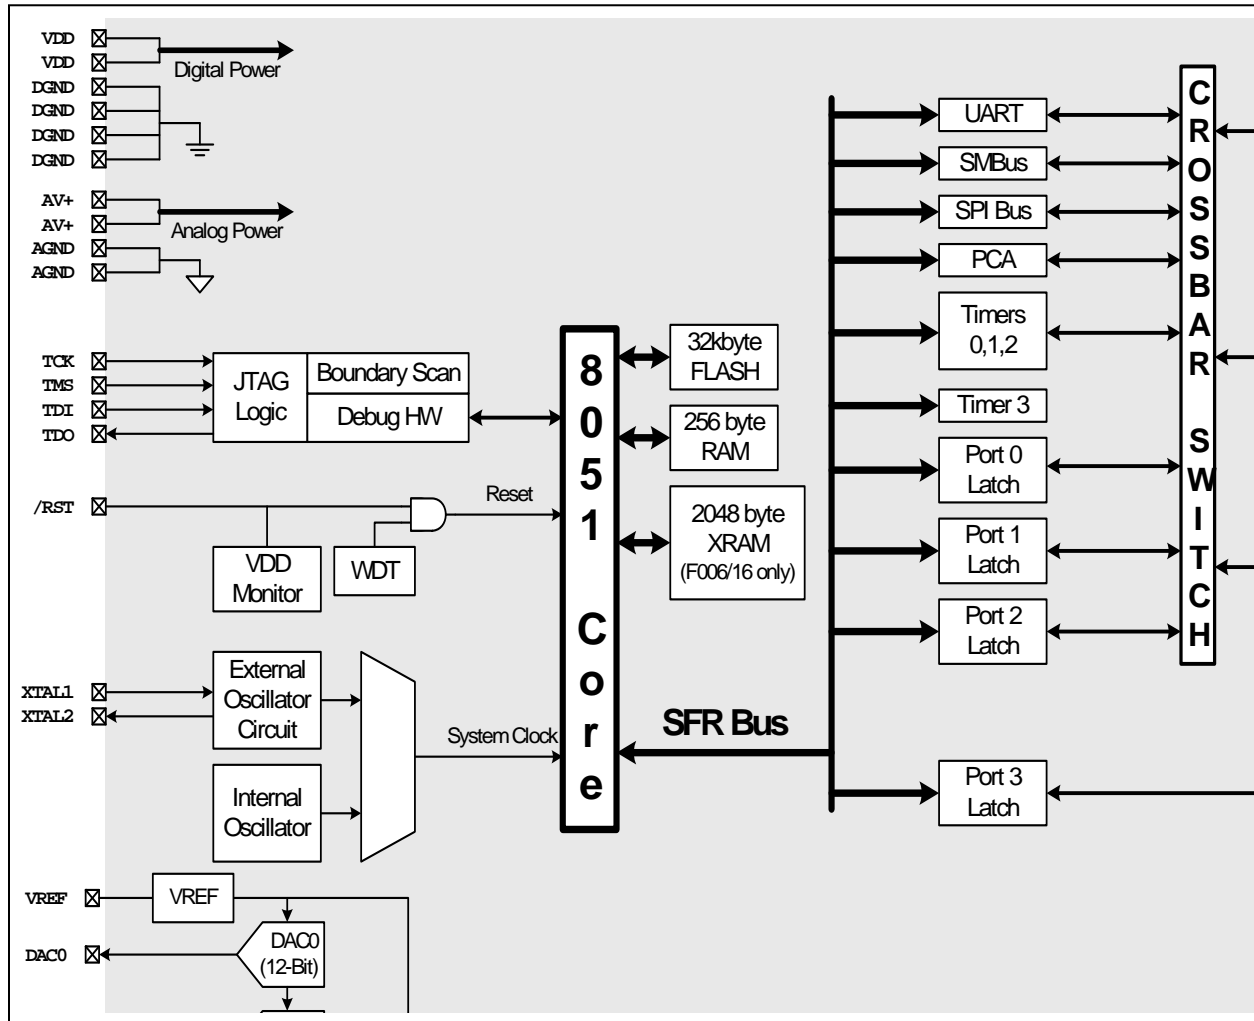 VDD
VDD
Digital Power
DGND
DGND
DGND
DGND
AV+
AV+
Analog Power
AGND
AGND
TCK
TMS
TDI
TDO
JTAG
Logic
Boundary Scan
Debug HW
/RST
Reset
VDD
Monitor
WDT
XTAL1
XTAL2
External
Oscillator
Circuit
Internal
Oscillator
System Clock
VREF
VREF
DAC0
DAC0
(12-Bit)
8051 Core
32kbyte
FLASH
256 byte
RAM
2048 byte
XRAM
(F006/16 only)
SFR Bus
UART
SMBus
SPI Bus
PCA
Timers
0,1,2
Timer 3
Port 0
Latch
Port 1
Latch
Port 2
Latch
Port 3
Latch
CROSSBAR SWITCH